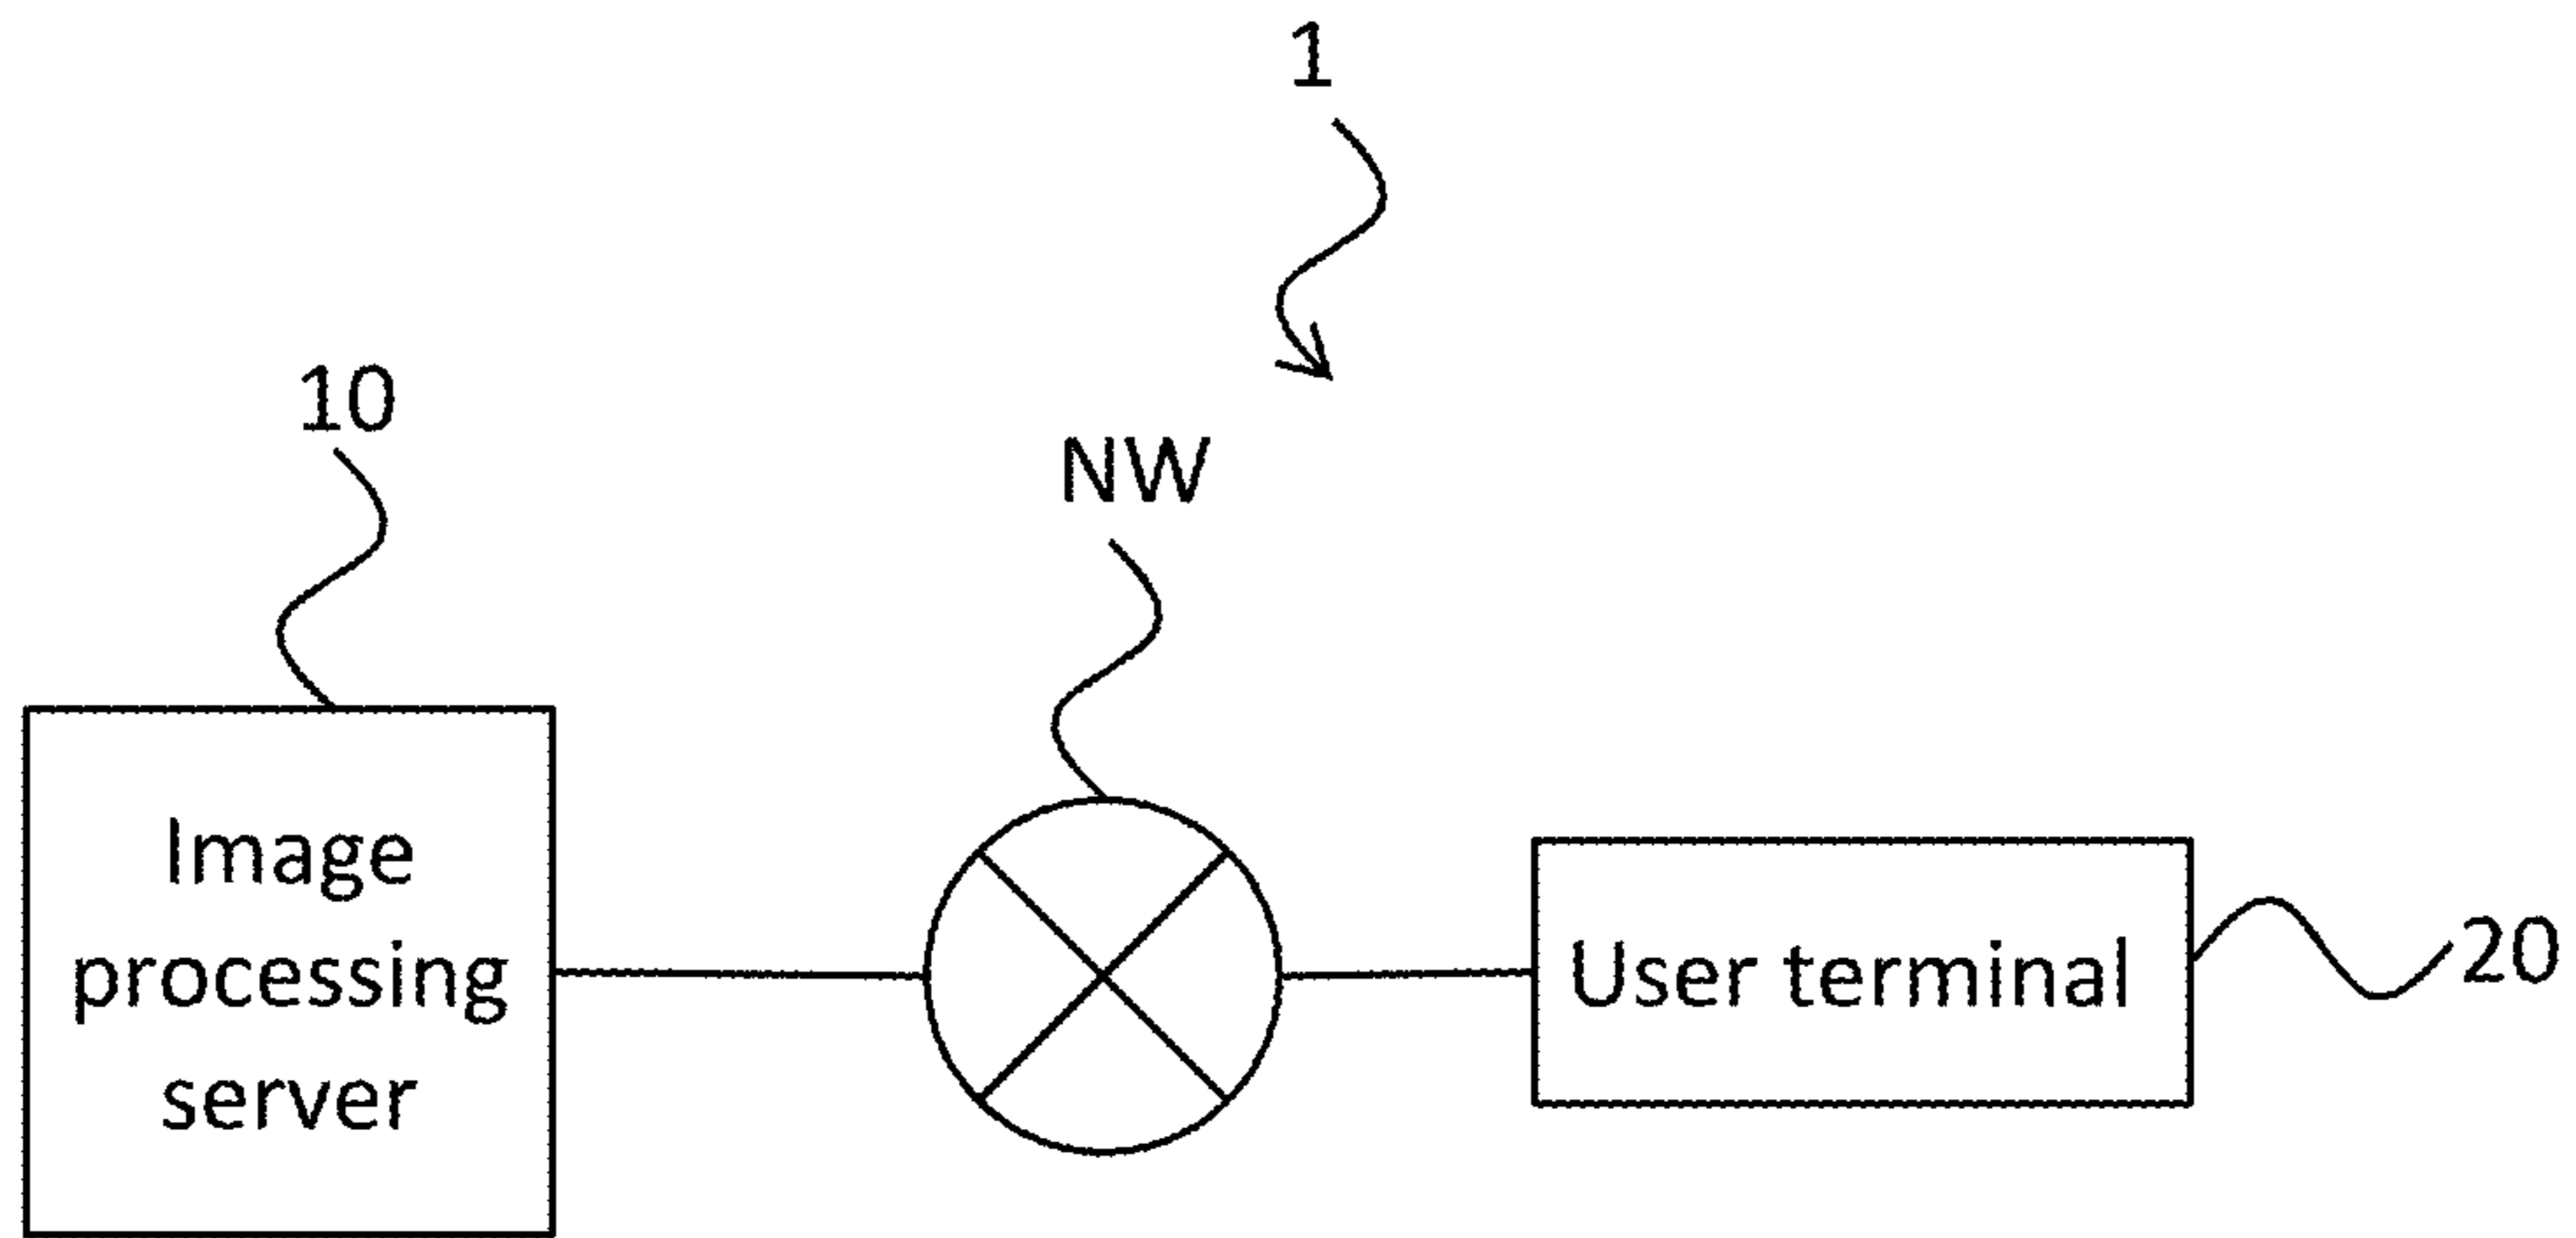 1
10
NW
Image
processing
server
User terminal
20